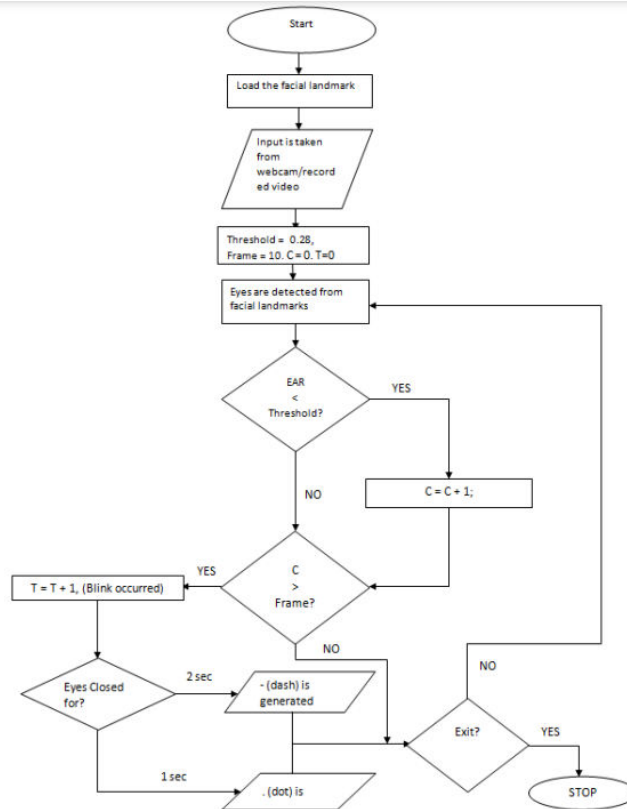 Start
Load the facial landmark
Input is taken
from
webcam/record
ed video
Threshold = 0.28,
Frame = 10. C = 0. T=0
Eyes are detected from
facial landmarks
EAR
<
Threshold?
YES
NO
C = C + 1;
C
>
Frame?
YES
T = T + 1, (Blink occurred)
NO
Eyes Closed
for?
2 sec
- (dash) is
generated
1 sec
. (dot) is
Exit?
NO
YES
STOP